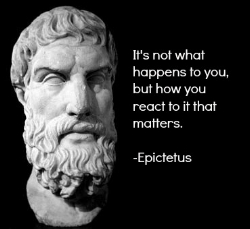 It's not what
happens to you,
but how you
react to it that
matters.
-Epictetus